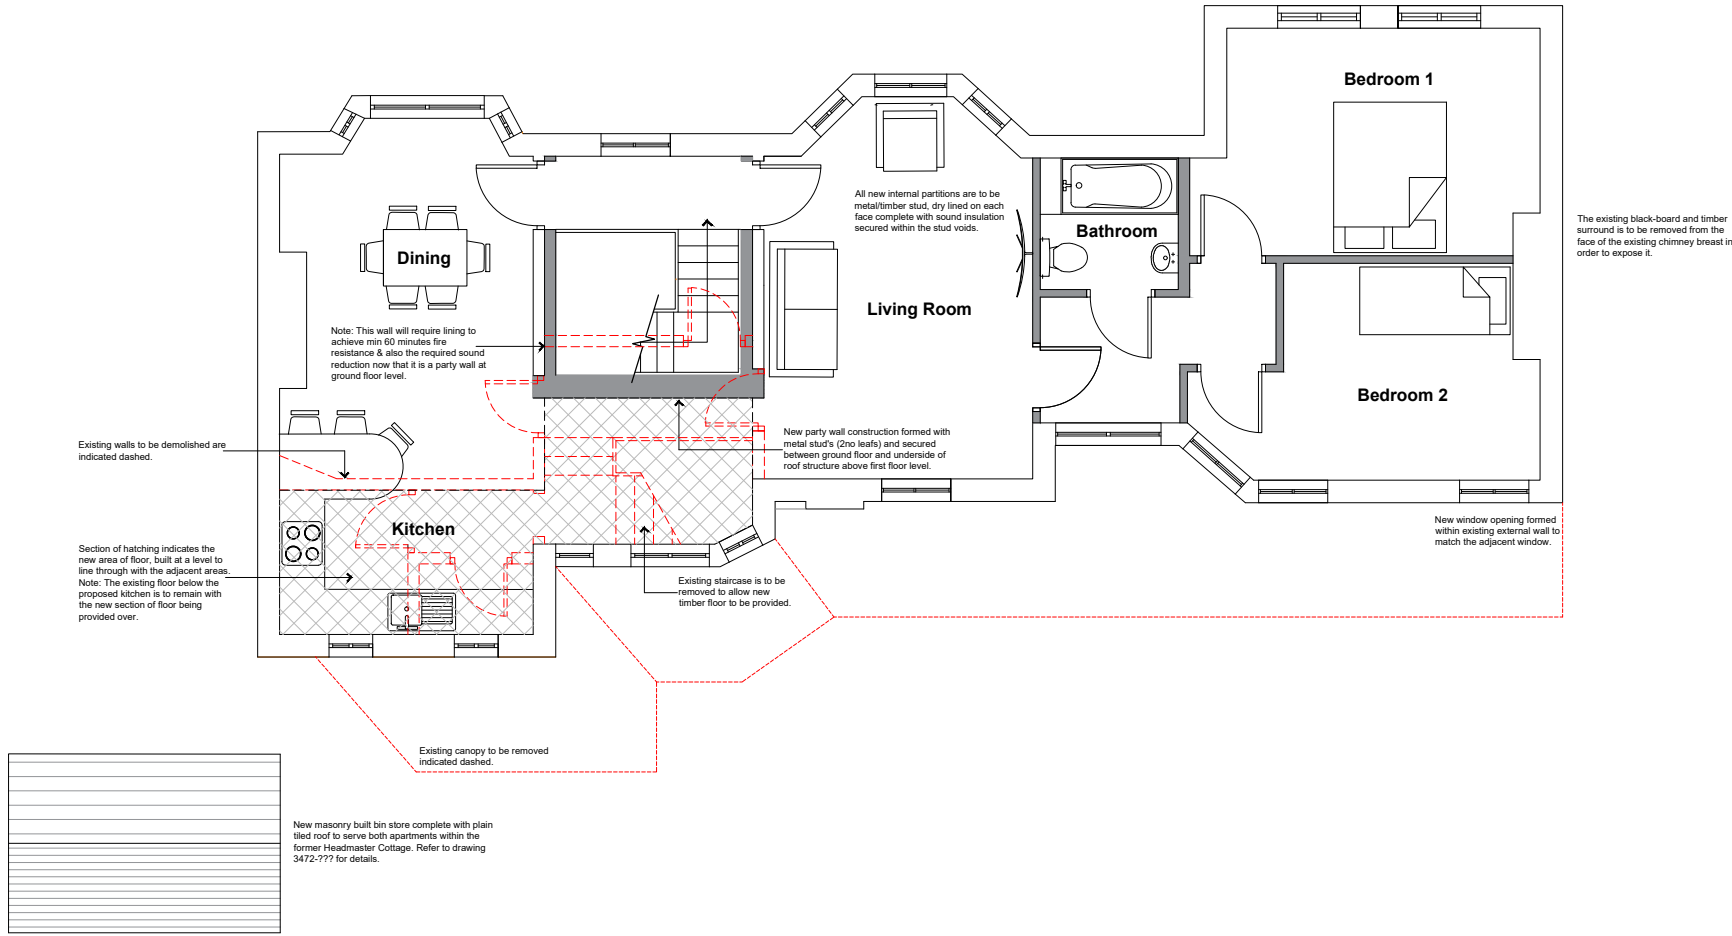 Bedroom 1
All new internal partitions are to be
metal/timber stud, dry lined on each
face complete with sound insulation
secured within the stud voids.
Bathroom
The existing black-board and timber
surround is to be removed from the
face of the existing chimney breast in
order to expose it.
Dining
Living Room
Note: This wall will require lining to
achieve min 60 minutes fire
resistance & also the required sound
reduction now that it is a party wall at
ground floor level.
Bedroom 2
Existing walls to be demolished are
indicated dashed.
New party wall construction formed with
metal stud's (2no leafs) and secured
between ground floor and underside of
roof structure above first floor level.
Kitchen
New window opening formed
within existing external wall to
match the adjacent window.
Section of hatching indicates the
new area of floor, built at a level to
line through with the adjacent areas.
Note: The existing floor below the
proposed kitchen is to remain with
the new section of floor being
provided over.
Existing staircase is to be
removed to allow new
timber floor to be provided.
Existing canopy to be removed
indicated dashed.
New masonry built bin store complete with plain
tiled roof to serve both apartments within the
former Headmaster Cottage. Refer to drawing
3472-??? for details.